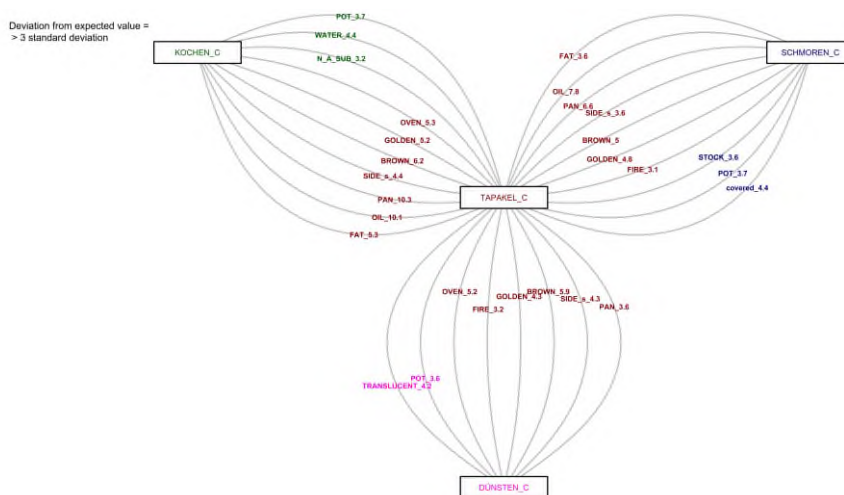 Deviation from expected value =
> 3 standard deviation
KOCHEN_C
SCHMOREN_C
POT_3.7
WATER_4.4
N_A_SUB_3.2
OVEN_5.3
GOLDEN_5.2
BROWN_6.2
SIDE_s_4.4
PAN_10.3
OIL_10.1
FAT_5.3
FAT_3.6
OIL_7.8
PAN_6.6
SIDE_s_3.6
BROWN_5
GOLDEN_4.8
FIRE_3.1
STOCK_3.6
POT_3.7
covered_4.4
TAPAKEL_C
OVEN_5.2
FIRE_3.2
GOLDEN_4.3
BROWN_5.9
SIDE_s_4.3
PAN_3.6
POT_3.6
TRANSLUCENT_4.2
DÜNSTEN_C